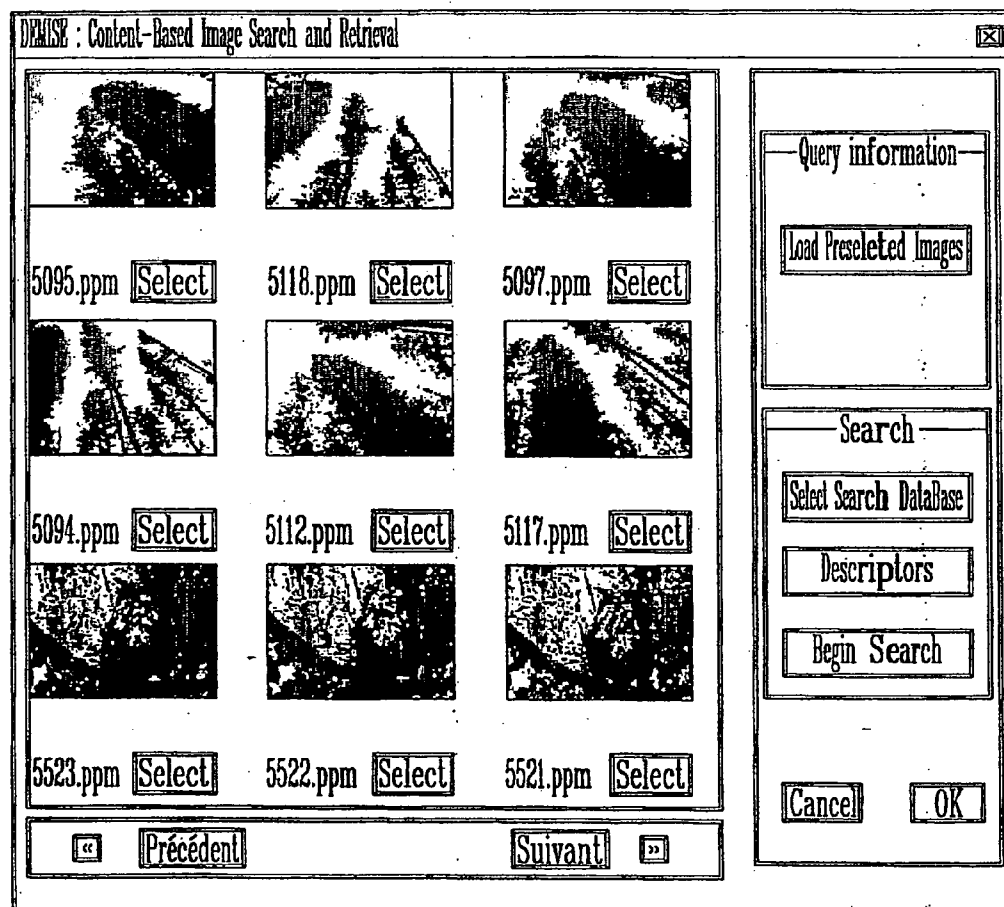 DEMISE : Content-Based Image Search and Retrieval
5095.ppm Select 5118.ppm Select 5097.ppm Select
5094.ppm Select 5112.ppm Select 5117.ppm Select
5523.ppm Select 5522.ppm Select 5521.ppm Select
« Précédent Suivant »
Query information
Load Preseleted Images
Search
Select Search DataBase
Descriptors
Begin Search
Cancel OK